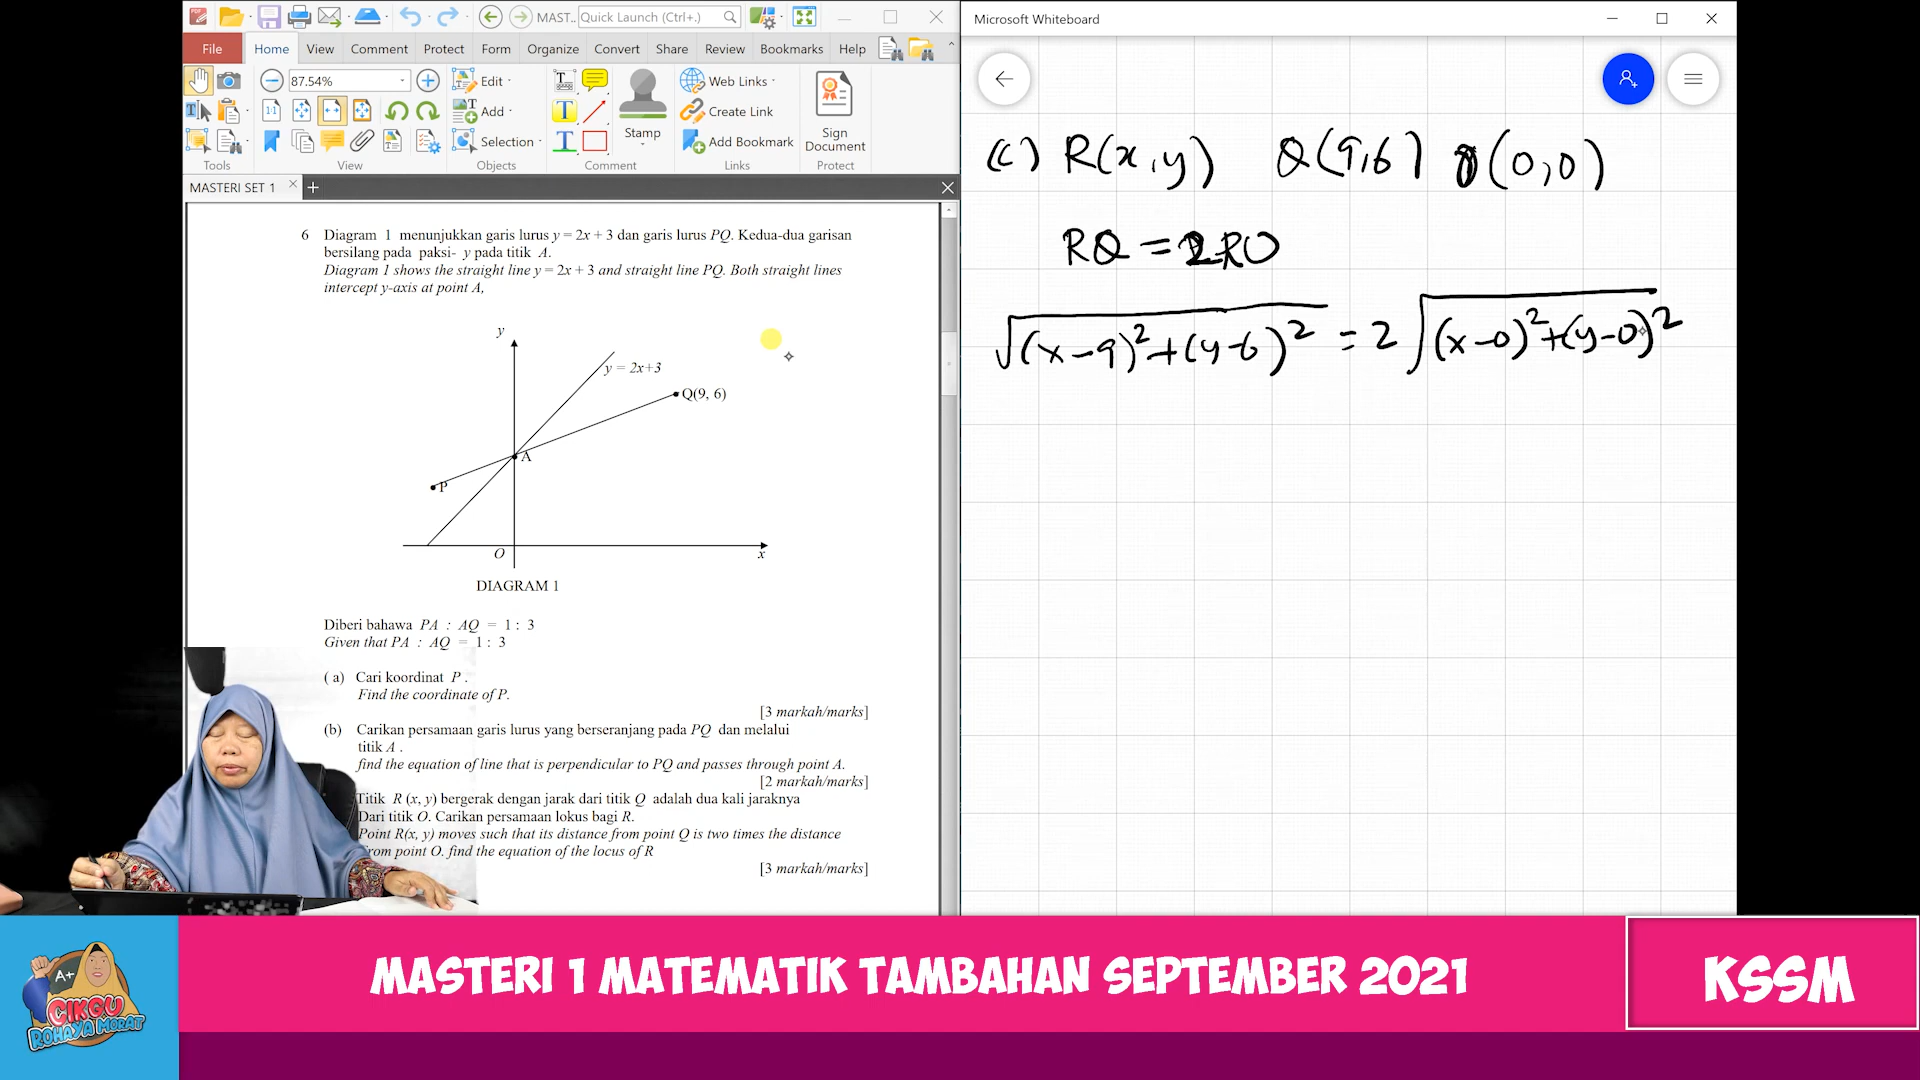 MAST..
Quick Launch (Ctrl+.)
File Home View Comment Protect Form Organize Convert Share Review Bookmarks Help
87.54%
Edit
Add
Selection
Stamp
Web Links
Create Link
Add Bookmark
Sign
Document
Tools View Objects Comment Links Protect
MASTERI SET 1
6 Diagram 1 menunjukkan garis lurus y = 2x + 3 dan garis lurus PQ. Kedua-dua garisan
bersilang pada paksi- y pada titik A.
Diagram 1 shows the straight line y = 2x + 3 and straight line PQ. Both straight lines
intercept y-axis at point A,
y
y = 2x+3
Q(9, 6)
A
P
O
x
DIAGRAM 1
Diberi bahawa PA : AQ = 1 : 3
Given that PA : AQ = 1 : 3
( a) Cari koordinat P .
Find the coordinate of P.
[3 markah/marks]
(b) Carikan persamaan garis lurus yang berseranjang pada PQ dan melalui
titik A .
find the equation of line that is perpendicular to PQ and passes through point A.
[2 markah/marks]
Titik R (x, y) bergerak dengan jarak dari titik Q adalah dua kali jaraknya
Dari titik O. Carikan persamaan lokus bagi R.
Point R(x, y) moves such that its distance from point Q is two times the distance
from point O. find the equation of the locus of R
[3 markah/marks]
Microsoft Whiteboard
(c) R(x,y) Q(9,6) O(0,0)
RQ = 2RO
√(x-9)²+(y-6)² = 2√(x-0)²+(y-0)²
A+
CIKGU
ROHAYA MORAT
MASTERI 1 MATEMATIK TAMBAHAN SEPTEMBER 2021
KSSM